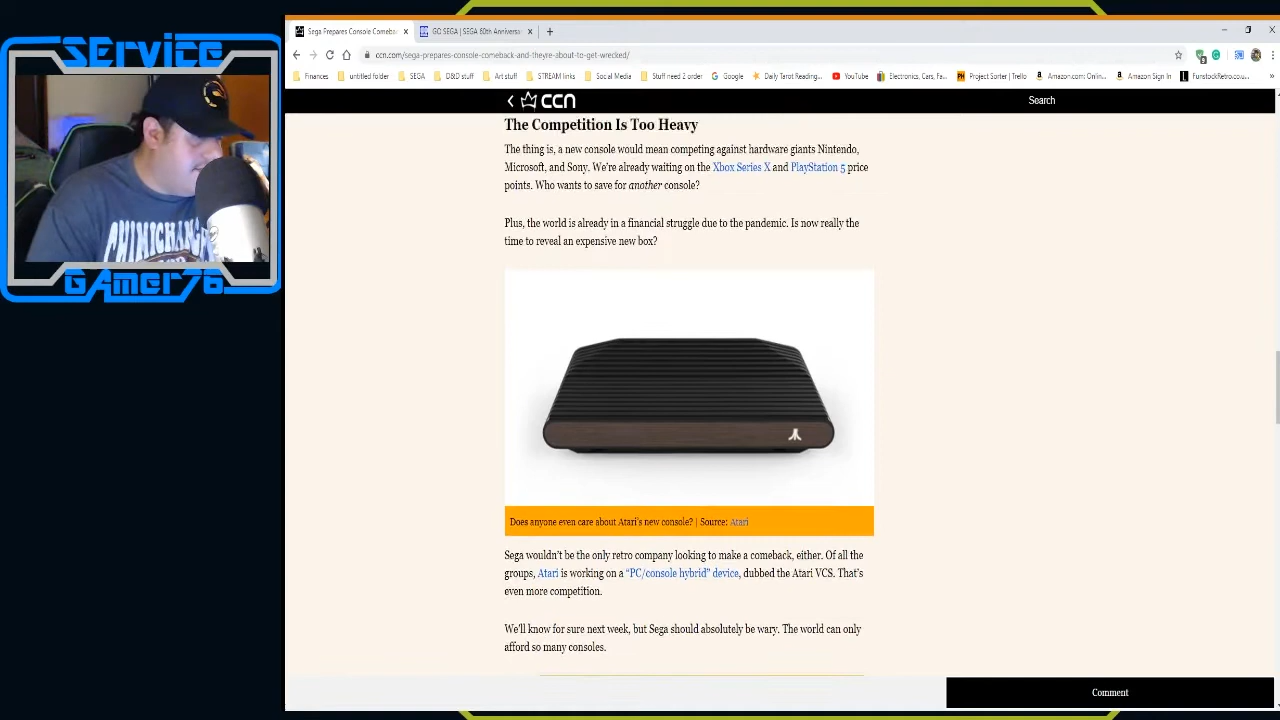 SErvice
GAmer76
CHIMICHANGA
Sega Prepares Console Comeba
GO SEGA | SEGA 60th Anniversa
ccn.com/sega-prepares-console-comeback-and-theyre-about-to-get-wrecked/
Finances
untitled folder
SEGA
D&D stuff
Art stuff
STREAM links
Social Media
Stuff need 2 order
Google
Daily Tarot Reading...
YouTube
Electronics, Cars, Fa...
Project Sorter | Trello
Amazon.com: Onlin...
Amazon Sign In
FunstockRetro.co.u...
ccn
Search
The Competition Is Too Heavy
The thing is, a new console would mean competing against hardware giants Nintendo,
Microsoft, and Sony. We're already waiting on the Xbox Series X and PlayStation 5 price
points. Who wants to save for another console?
Plus, the world is already in a financial struggle due to the pandemic. Is now really the
time to reveal an expensive new box?
Does anyone even care about Atari's new console? | Source: Atari
Sega wouldn't be the only retro company looking to make a comeback, either. Of all the
groups, Atari is working on a "PC/console hybrid" device, dubbed the Atari VCS. That's
even more competition.
We'll know for sure next week, but Sega should absolutely be wary. The world can only
afford so many consoles.
Comment